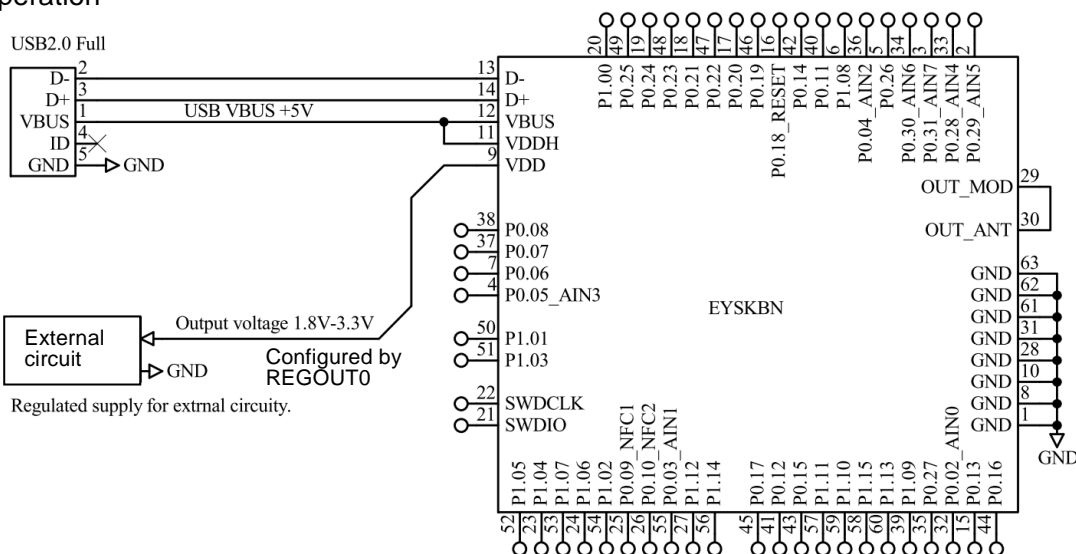 peration
USB2.0 Full
D- 2
D+ 3
VBUS 1
ID 4
GND 5
GND
USB VBUS +5V
20 P1.00
49 P0.25
19 P0.24
48 P0.23
18 P0.21
47 P0.22
17 P0.20
46 P0.19
16 P0.18_RESET
42 P0.14
40 P0.11
6 P1.08
36 P0.04_AIN2
5 P0.26
34 P0.30_AIN6
3 P0.31_AIN7
33 P0.28_AIN4
2 P0.29_AIN5
13 D-
14 D+
12 VBUS
11 VDDH
9 VDD
38 P0.08
37 P0.07
7 P0.06
4 P0.05_AIN3
50 P1.01
51 P1.03
22 SWDCLK
21 SWDIO
EYSKBN
OUT_MOD 29
OUT_ANT 30
GND 63
GND 62
GND 61
GND 31
GND 28
GND 10
GND 8
GND 1
GND
External
circuit
Output voltage 1.8V-3.3V
Configured by
REGOUT0
GND
Regulated supply for extrnal circuity.
52 P1.05
23 P1.04
53 P1.07
24 P1.06
54 P1.02
25 P0.09_NFC1
26 P0.10_NFC2
55 P0.03_AIN1
27 P1.12
56 P1.14
45 P0.17
41 P0.12
43 P0.15
57 P1.11
59 P1.10
58 P1.15
60 P1.13
39 P1.09
35 P0.27
32 P0.02_AIN0
15 P0.13
44 P0.16